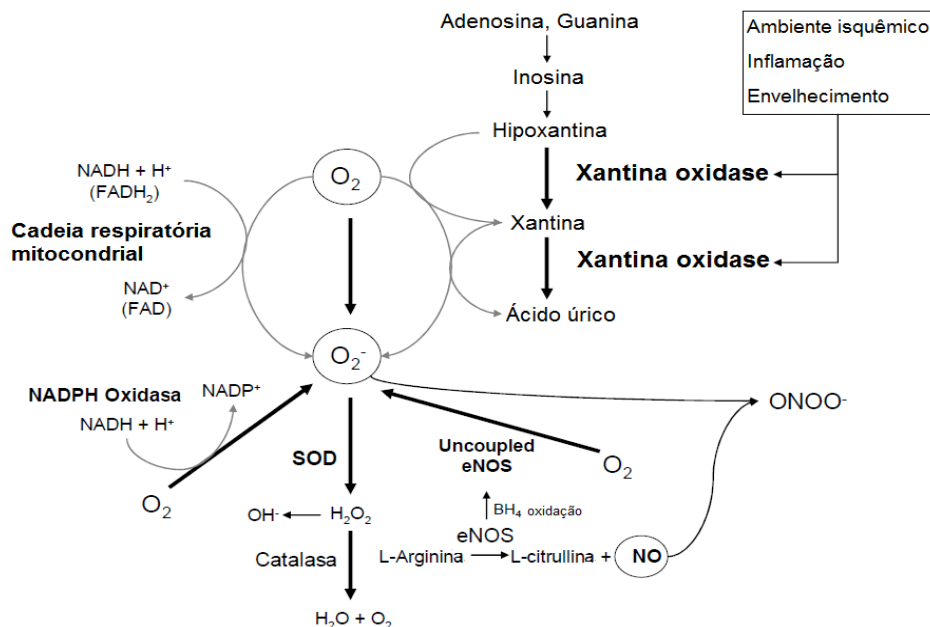 Adenosina, Guanina
Ambiente isquêmico
Inflamação
Envelhecimento
Inosina
Hipoxantina
NADH + H⁺
(FADH₂)
O₂
Xantina oxidase
Cadeia respiratória
mitocondrial
Xantina
Xantina oxidase
NAD⁺
(FAD)
Ácido úrico
O₂⁻
NADPH Oxidasa
NADP⁺
NADH + H⁺
ONOO⁻
SOD
Uncoupled
eNOS
O₂
O₂
OH⁻
H₂O₂
BH₄ oxidação
eNOS
Catalasa
L-Arginina
L-citrullina +
NO
H₂O + O₂